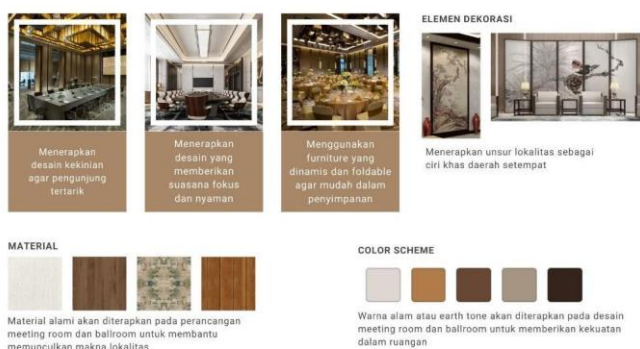 Menerapkan
desain kekinian
agar pengunjung
tertarik
Menerapkan
desain yang
memberikan
suasana fokus
dan nyaman
Menggunakan
furniture yang
dinamis dan foldable
agar mudah dalam
penyimpanan
ELEMEN DEKORASI
Menerapkan unsur lokalitas sebagai
ciri khas daerah setempat
MATERIAL
Material alami akan diterapkan pada perancangan
meeting room dan ballroom untuk membantu
memunculkan makna lokalitas
COLOR SCHEME
Warna alam atau earth tone akan diterapkan pada desain
meeting room dan ballroom untuk memberikan kekuatan
dalam ruangan